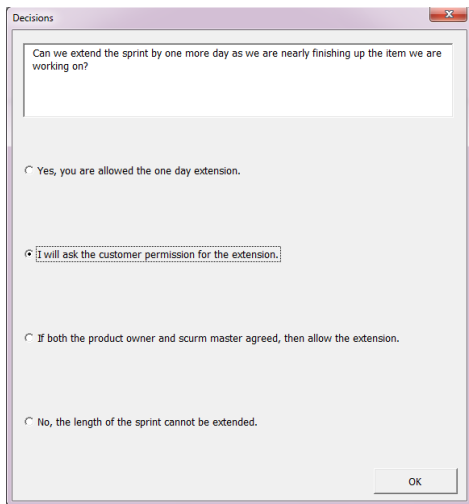 Decisions
Can we extend the sprint by one more day as we are nearly finishing up the item we are
working on?
Yes, you are allowed the one day extension.
I will ask the customer permission for the extension.
If both the product owner and scurm master agreed, then allow the extension.
No, the length of the sprint cannot be extended.
OK